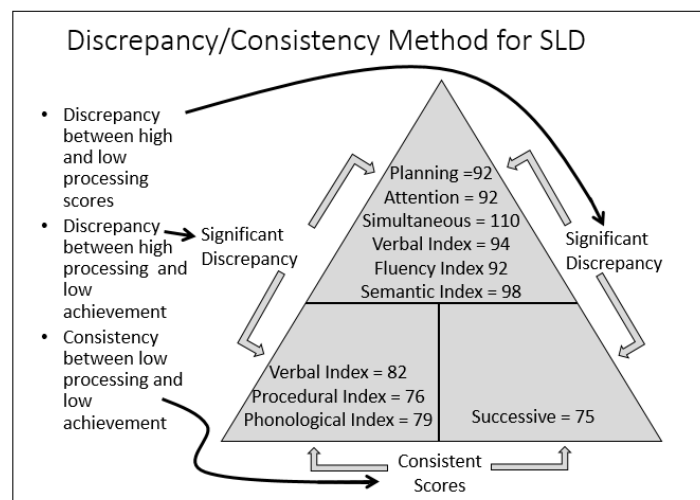 Discrepancy/Consistency Method for SLD
• Discrepancy
between high
and low
processing
scores
• Discrepancy
between high
processing and
low
achievement
• Consistency
between low
processing and
low
achievement
Significant
Discrepancy
Planning =92
Attention = 92
Simultaneous = 110
Verbal Index = 94
Fluency Index 92
Semantic Index = 98
Significant
Discrepancy
Verbal Index = 82
Procedural Index = 76
Phonological Index = 79
Successive = 75
Consistent
Scores